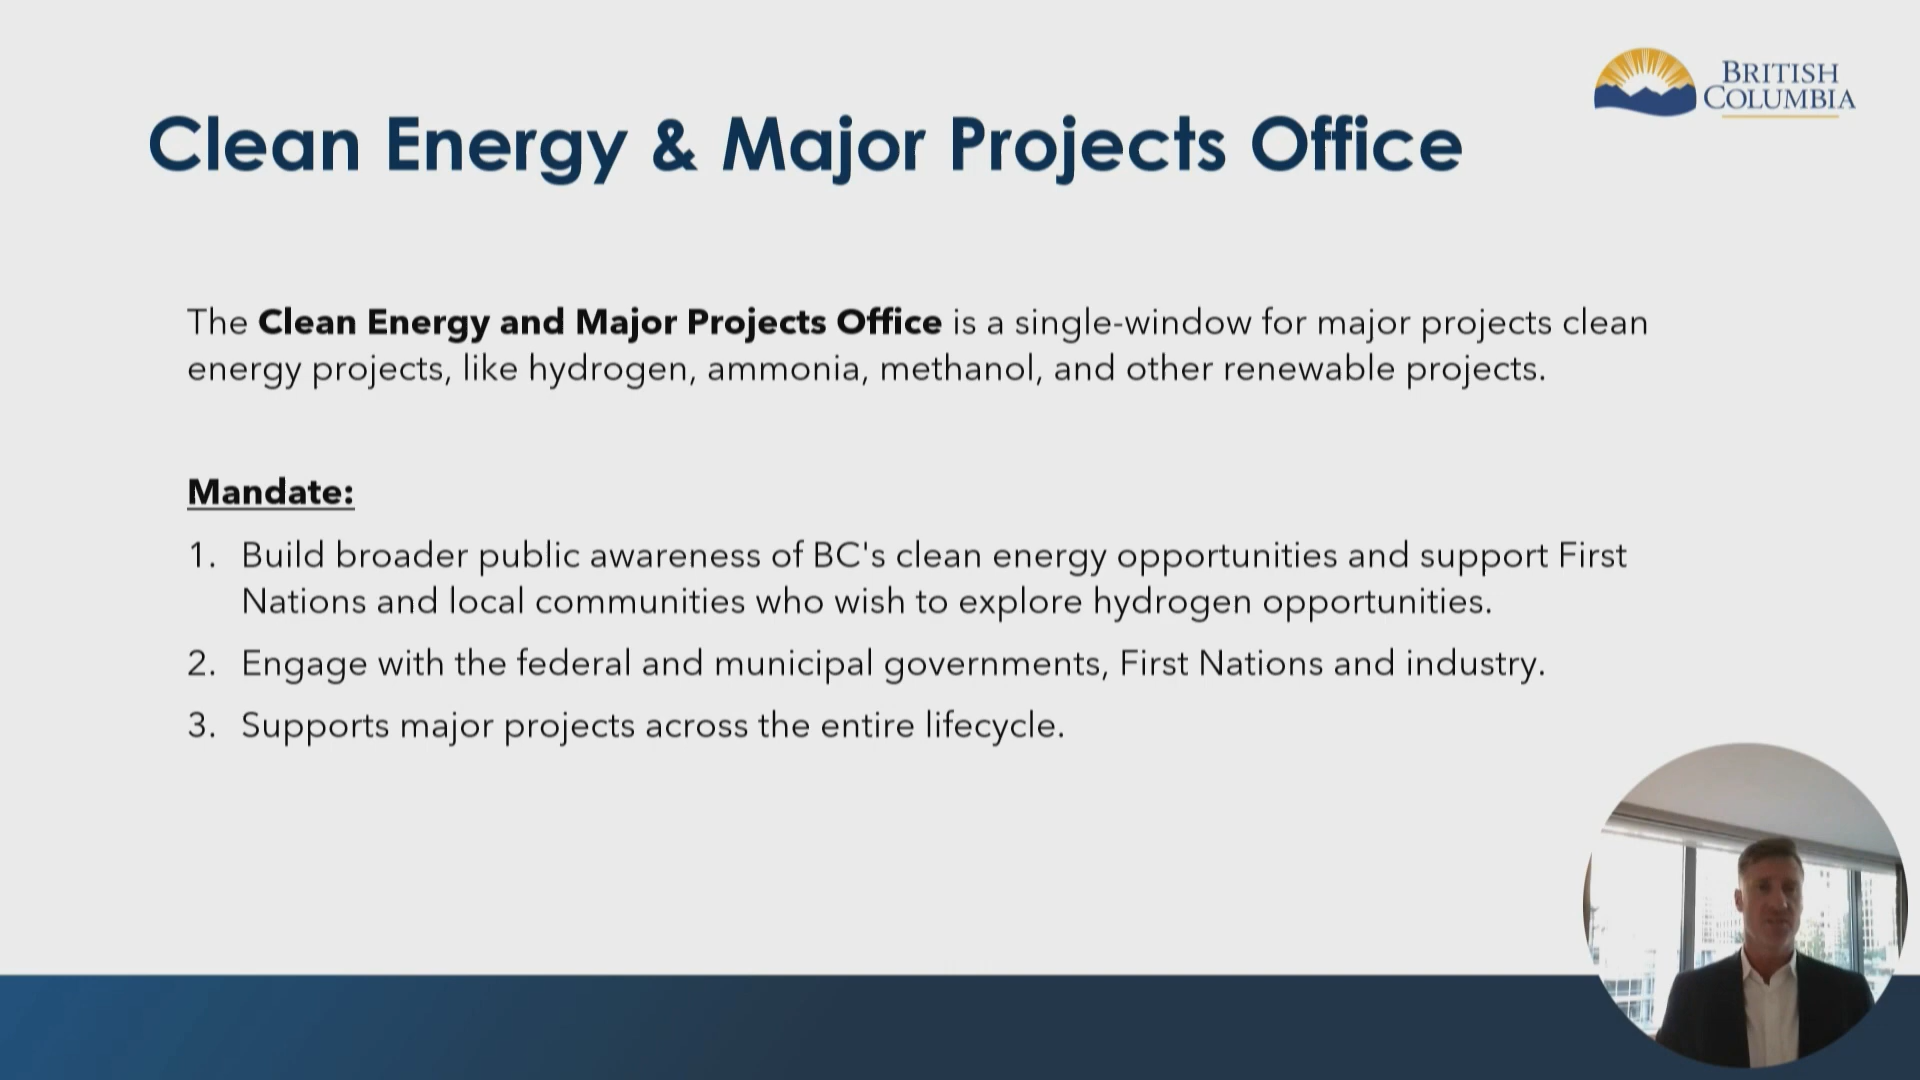 BRITISH
COLUMBIA
Clean Energy & Major Projects Office
The Clean Energy and Major Projects Office is a single-window for major projects clean
energy projects, like hydrogen, ammonia, methanol, and other renewable projects.
Mandate:
1. Build broader public awareness of BC's clean energy opportunities and support First
Nations and local communities who wish to explore hydrogen opportunities.
2. Engage with the federal and municipal governments, First Nations and industry.
3. Supports major projects across the entire lifecycle.